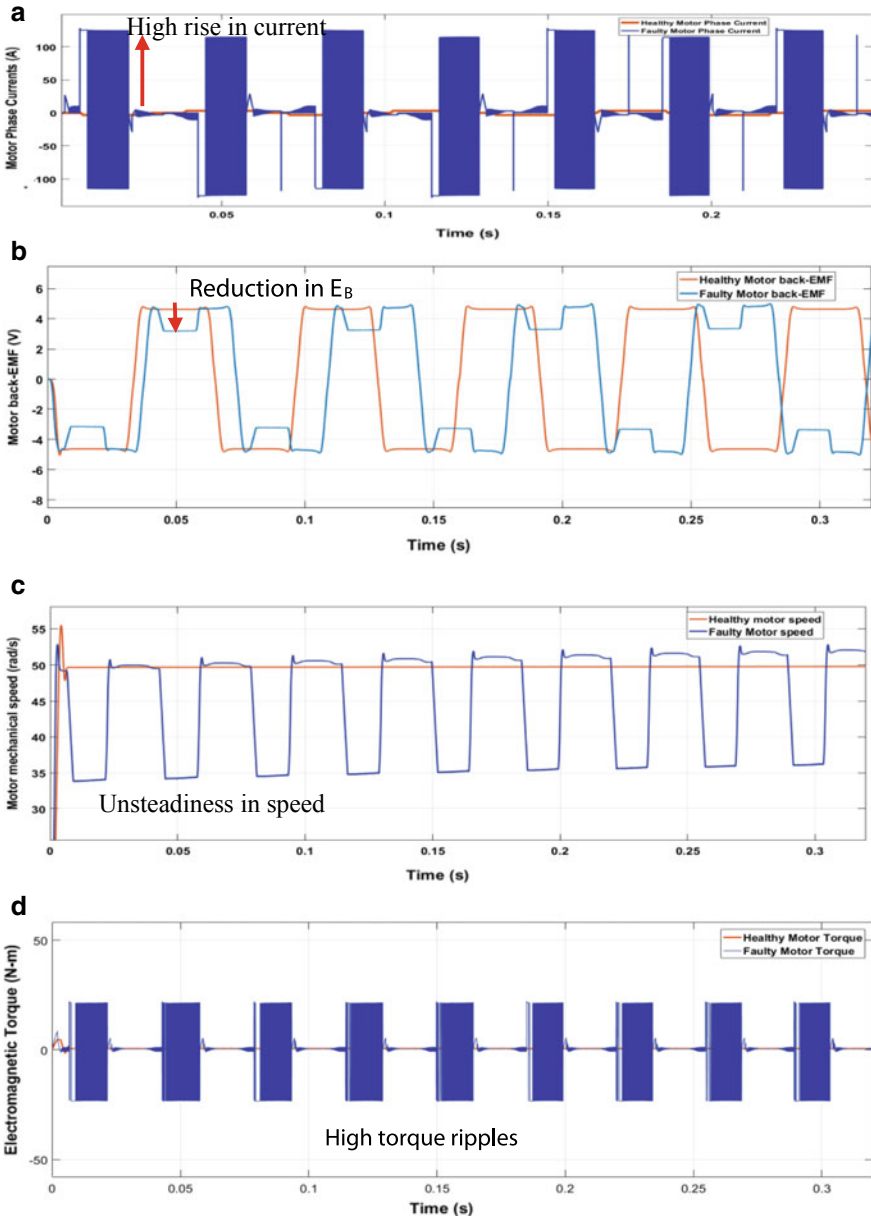 a
High rise in current
Healthy Motor Phase Current
Faulty Motor Phase Current
Motor Phase Currents (A)
100
50
0
-50
-100
0.05
0.1
0.15
0.2
Time (s)
b
Reduction in EB
Healthy Motor back-EMF
Faulty Motor back-EMF
Motor back-EMF (V)
6
4
2
0
-2
-4
-6
-8
0
0.05
0.1
0.15
0.2
0.25
0.3
Time (s)
c
Healthy motor speed
Faulty Motor speed
Motor mechanical speed (rad/s)
55
50
45
40
35
30
Unsteadiness in speed
0
0.05
0.1
0.15
0.2
0.25
0.3
Time (s)
d
Healthy Motor Torque
Faulty Motor Torque
Electromagnetic Torque (N-m)
50
0
-50
High torque ripples
0
0.05
0.1
0.15
0.2
0.25
0.3
Time (s)